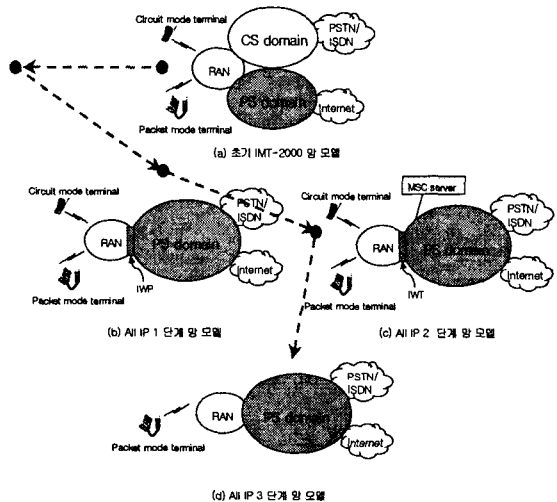 Circuit mode terminal
CS domain
PSTN/
ISDN
RAN
PS domain
Internet
Packet mode terminal
(a) 초기 IMT-2000 망 모델
Circuit mode terminal
PSTN/
ISDN
RAN
PS domain
Internet
Packet mode terminal
IWP
(b) All IP 1 단계 망 모델
MSC server
Circuit mode terminal
PSTN/
ISDN
RAN
PS domain
Internet
Packet mode terminal
IWT
(c) All IP 2 단계 망 모델
PSTN/
ISDN
RAN
PS domain
Internet
Packet mode terminal
(d) All IP 3 단계 망 모델